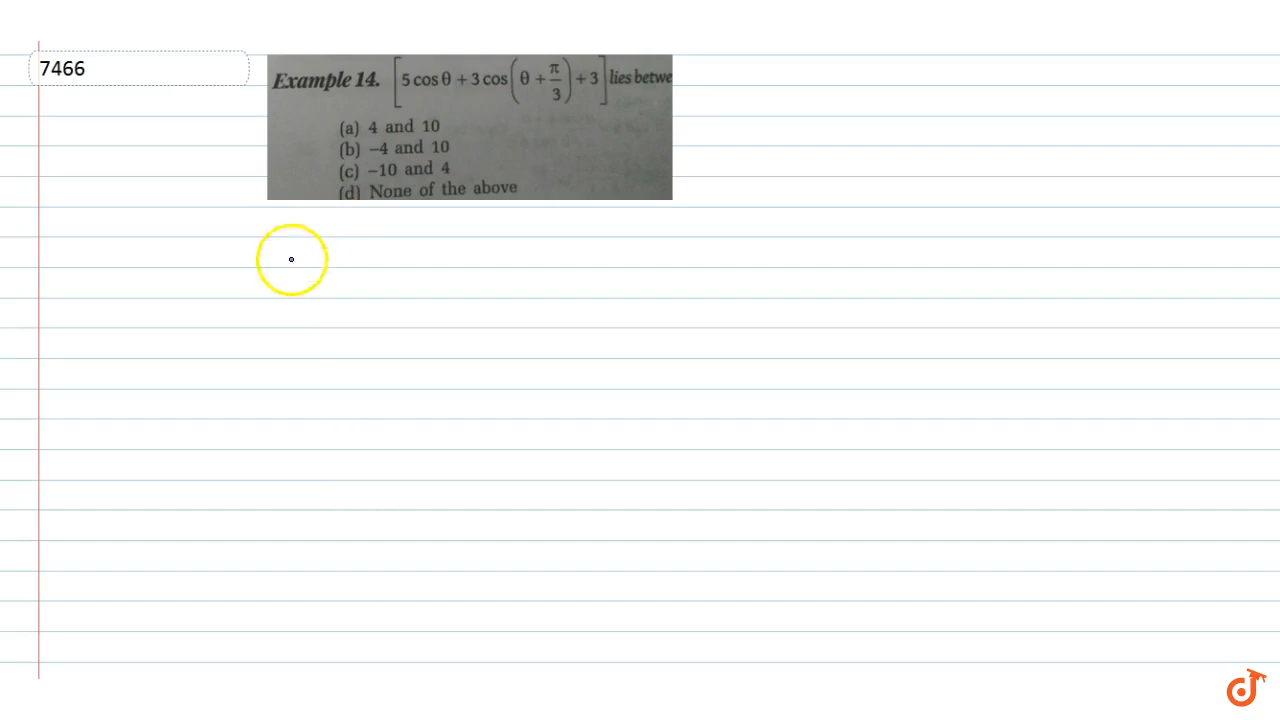 7466
Example 14. [5 cos θ + 3 cos (θ + π/3) + 3] lies betwe
(a) 4 and 10
(b) –4 and 10
(c) –10 and 4
(d) None of the above